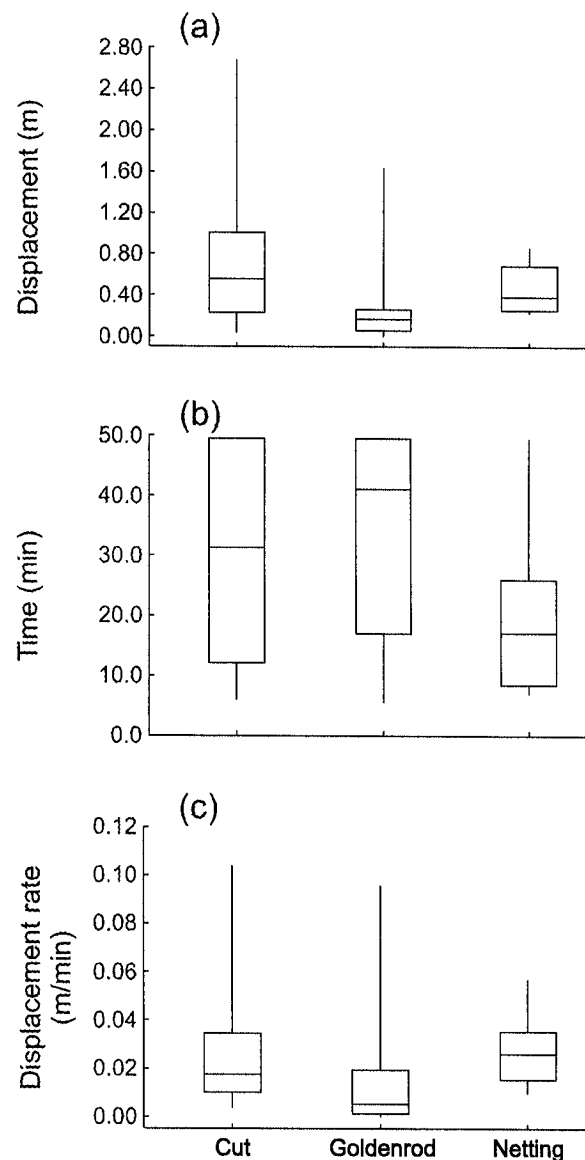 (a)
Displacement (m)
2.80
2.40
2.00
1.60
1.20
0.80
0.40
0.00
(b)
Time (min)
50.0
40.0
30.0
20.0
10.0
0.0
(c)
Displacement rate
(m/min)
0.12
0.10
0.08
0.06
0.04
0.02
0.00
Cut Goldenrod Netting